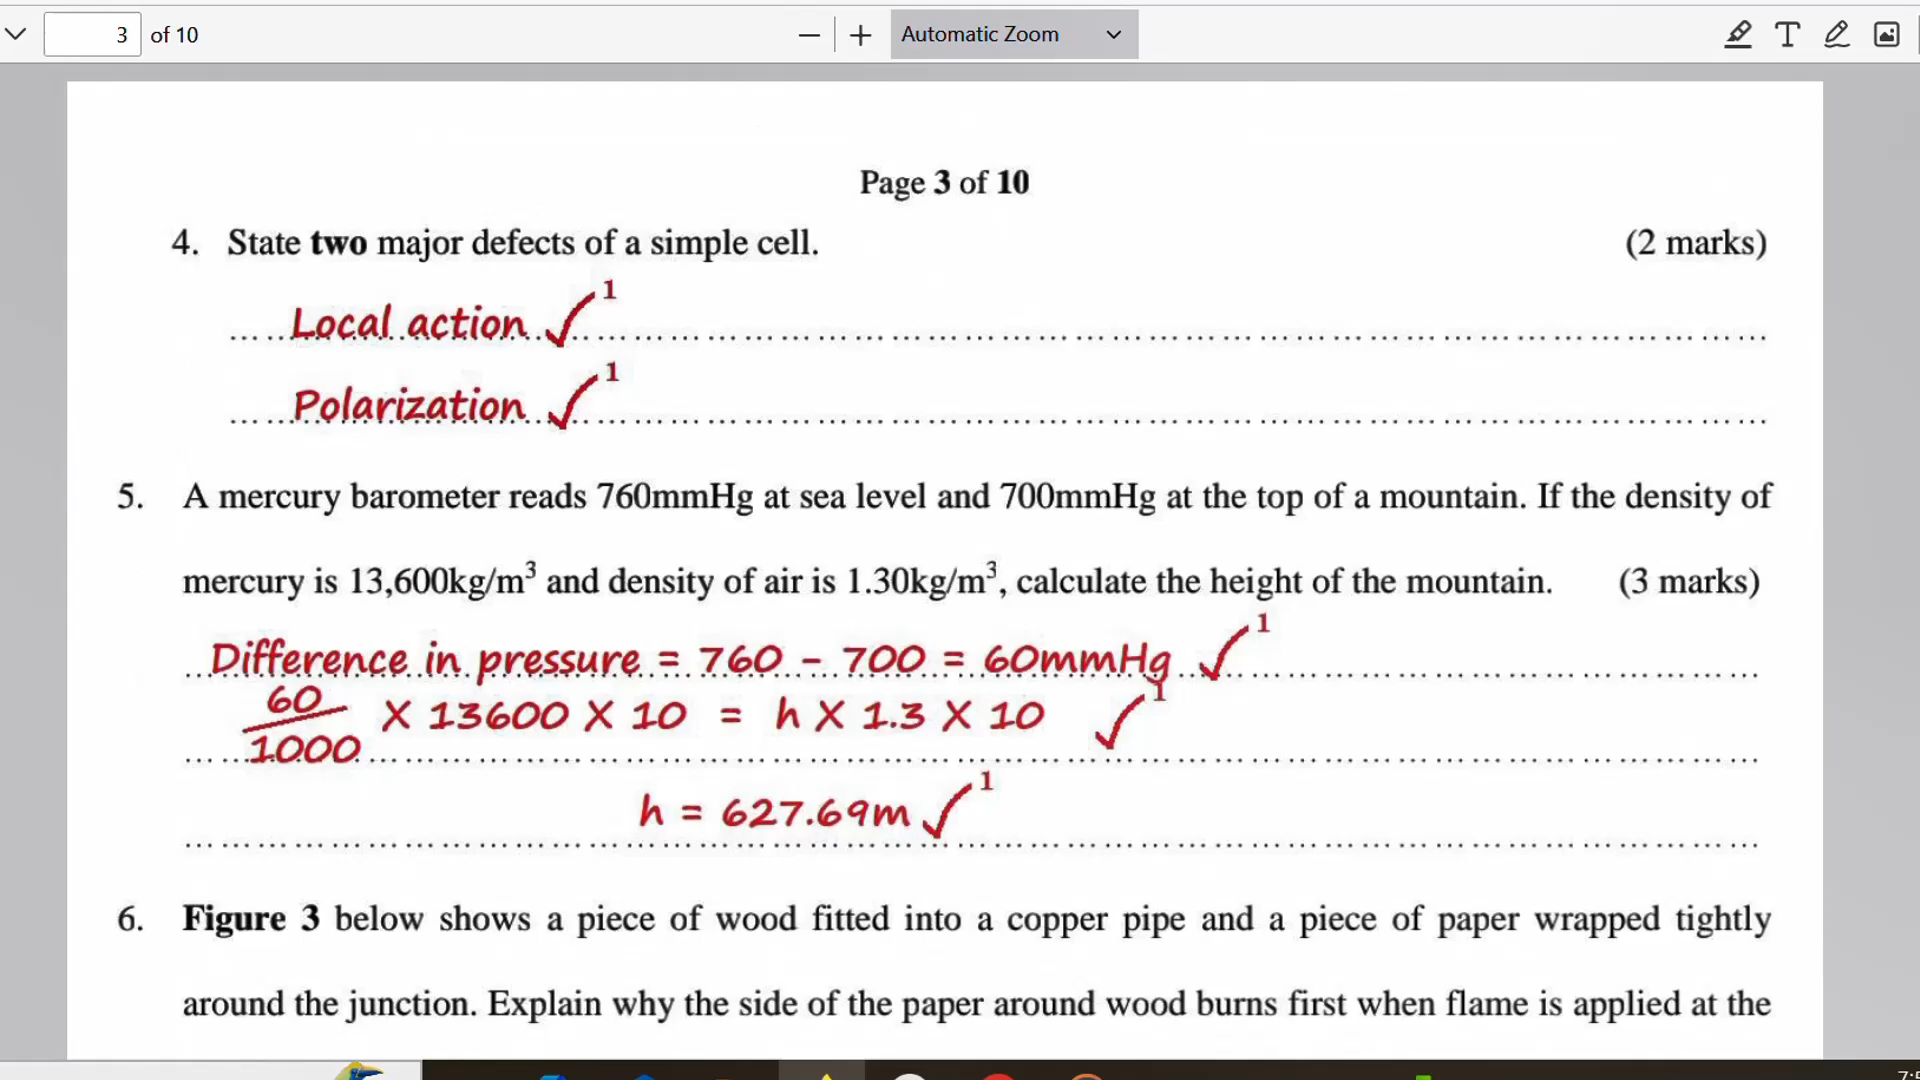 3 of 10
Automatic Zoom
Page 3 of 10
4. State two major defects of a simple cell. (2 marks)
Local action 1
Polarization 1
5. A mercury barometer reads 760mmHg at sea level and 700mmHg at the top of a mountain. If the density of
mercury is 13,600kg/m³ and density of air is 1.30kg/m³, calculate the height of the mountain. (3 marks)
Difference in pressure = 760 - 700 = 60mmHg 1
60/1000 X 13600 X 10 = h X 1.3 X 10 1
h = 627.69m 1
6. Figure 3 below shows a piece of wood fitted into a copper pipe and a piece of paper wrapped tightly
around the junction. Explain why the side of the paper around wood burns first when flame is applied at the